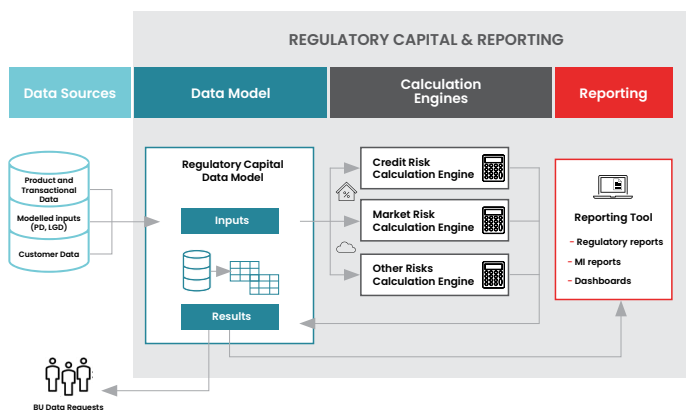 REGULATORY CAPITAL & REPORTING
Data Sources
Data Model
Calculation
Engines
Reporting
Product and
Transactional
Data
Modelled inputs
(PD, LGD)
Customer Data
Regulatory Capital
Data Model
Inputs
Results
%
Credit Risk
Calculation Engine
Market Risk
Calculation Engine
Other Risks
Calculation Engine
Reporting Tool
- Regulatory reports
- MI reports
- Dashboards
BU Data Requests